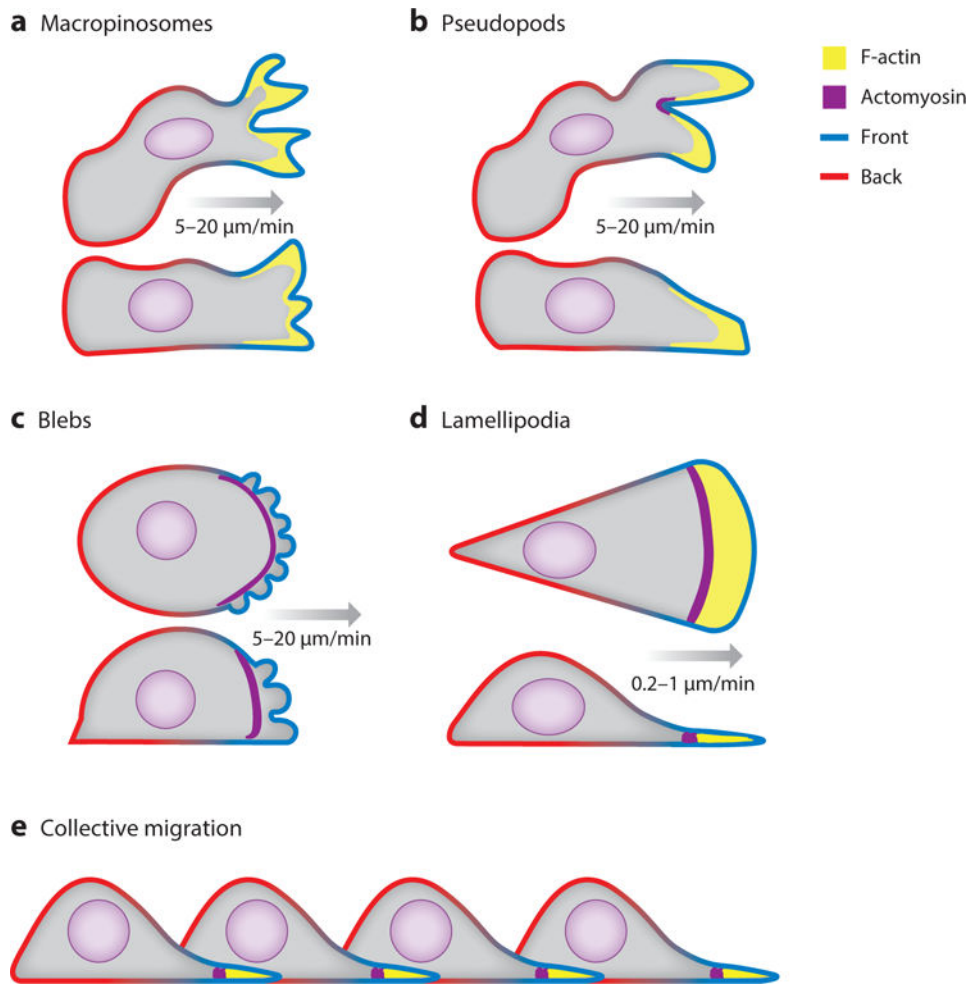 a Macropinosomes
b Pseudopods
F-actin
Actomyosin
Front
Back
5–20 µm/min
5–20 µm/min
c Blebs
d Lamellipodia
5–20 µm/min
0.2–1 µm/min
e Collective migration